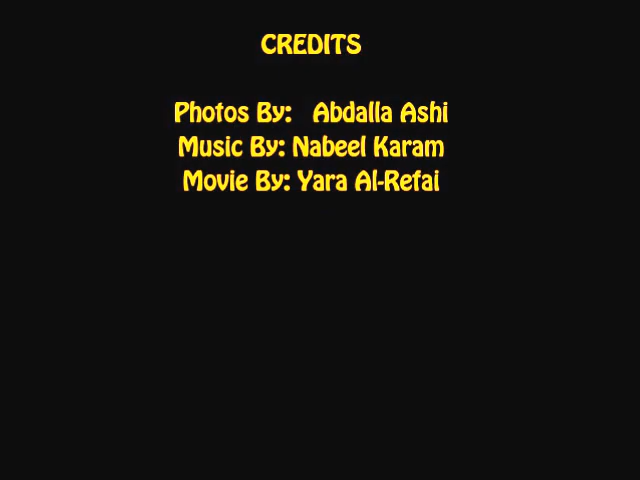 CREDITS
Photos By: Abdalla Ashi
Music By: Nabeel Karam
Movie By: Yara Al-Refai